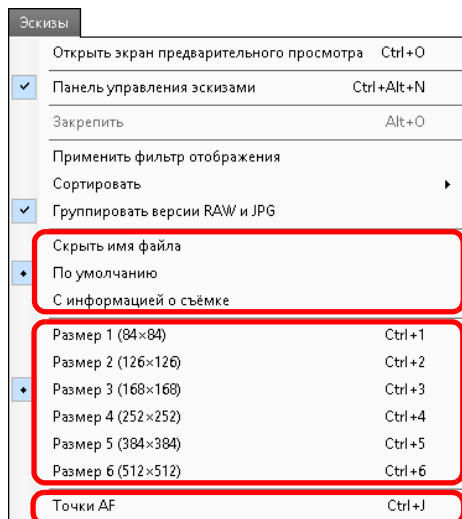 Эскизы
Открыть экран предварительного просмотра Ctrl+O
Панель управления эскизами Ctrl+Alt+N
Закрепить Alt+O
Применить фильтр отображения
Сортировать
Группировать версии RAW и JPG
Скрыть имя файла
По умолчанию
С информацией о съёмке
Размер 1 (84×84) Ctrl+1
Размер 2 (126×126) Ctrl+2
Размер 3 (168×168) Ctrl+3
Размер 4 (252×252) Ctrl+4
Размер 5 (384×384) Ctrl+5
Размер 6 (512×512) Ctrl+6
Точки AF Ctrl+J